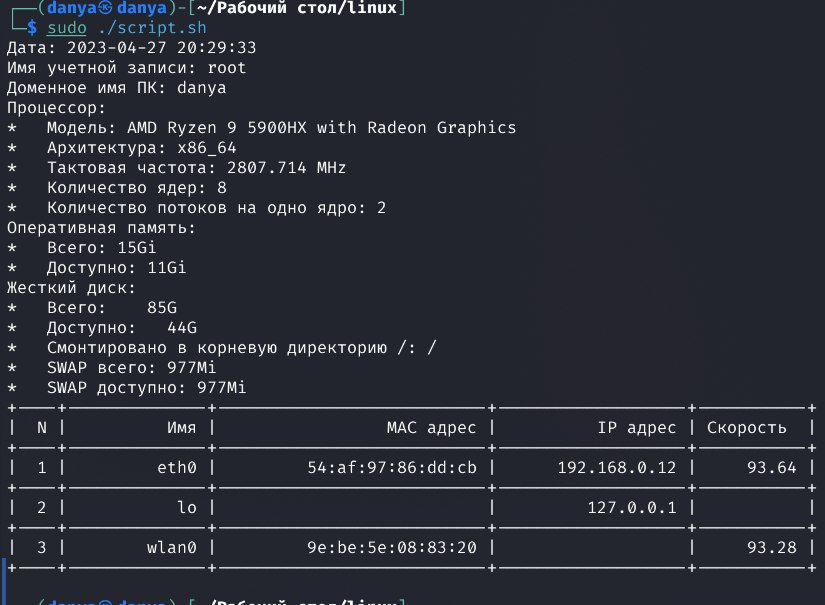 ┌──(danya㉿danya)-[~/Рабочий стол/linux]
└─$ sudo ./script.sh
Дата: 2023-04-27 20:29:33
Имя учетной записи: root
Доменное имя ПК: danya
Процессор:
*   Модель: AMD Ryzen 9 5900HX with Radeon Graphics
*   Архитектура: x86_64
*   Тактовая частота: 2807.714 MHz
*   Количество ядер: 8
*   Количество потоков на одно ядро: 2
Оперативная память:
*   Всего: 15Gi
*   Доступно: 11Gi
Жесткий диск:
*   Всего:    85G
*   Доступно:   44G
*   Смонтировано в корневую директорию /: /
*   SWAP всего: 977Mi
*   SWAP доступно: 977Mi
| N | Имя | MAC адрес | IP адрес | Скорость |
| 1 | eth0 | 54:af:97:86:dd:cb | 192.168.0.12 | 93.64 |
| 2 | lo | | 127.0.0.1 | |
| 3 | wlan0 | 9e:be:5e:08:83:20 | | 93.28 |
┌──(danya㉿danya)-[~/Рабочий стол/linux]